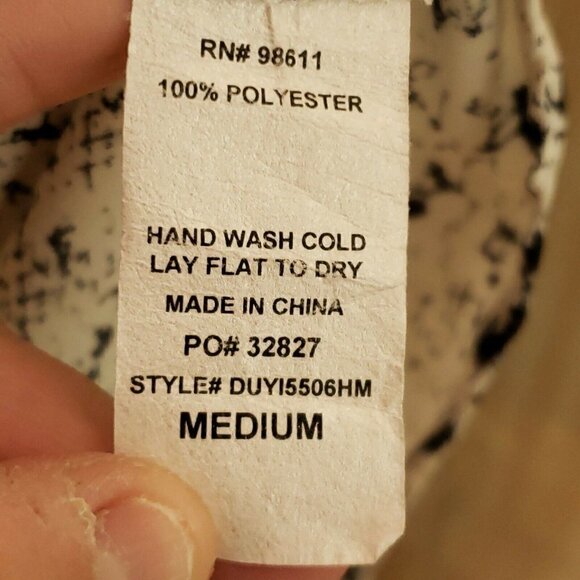 RN# 98611
100% POLYESTER
HAND WASH COLD
LAY FLAT TO DRY
MADE IN CHINA
PO# 32827
STYLE# DUYI5506HM
MEDIUM